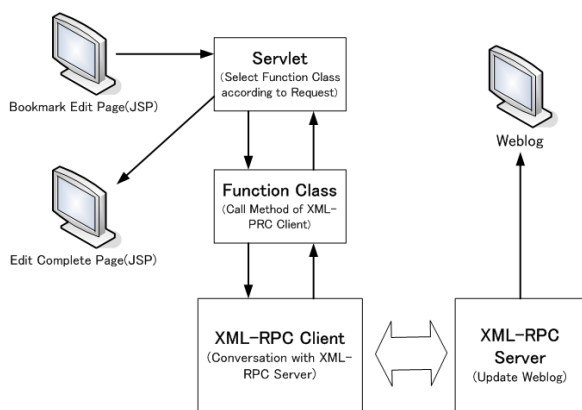 Bookmark Edit Page(JSP)
Servlet
(Select Function Class
according to Request)
Weblog
Edit Complete Page(JSP)
Function Class
(Call Method of XML-
PRC Client)
XML-RPC Client
(Conversation with XML-
RPC Server)
XML-RPC
Server
(Update Weblog)